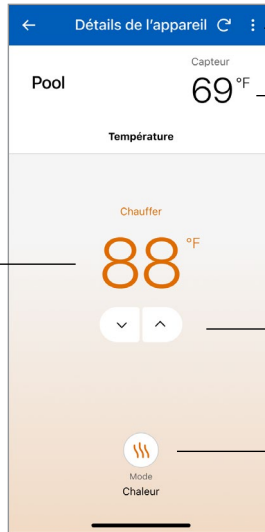 Détails de l'appareil
Capteur
Pool
69°F
Température
Chauffer
88°F
Mode
Chaleur